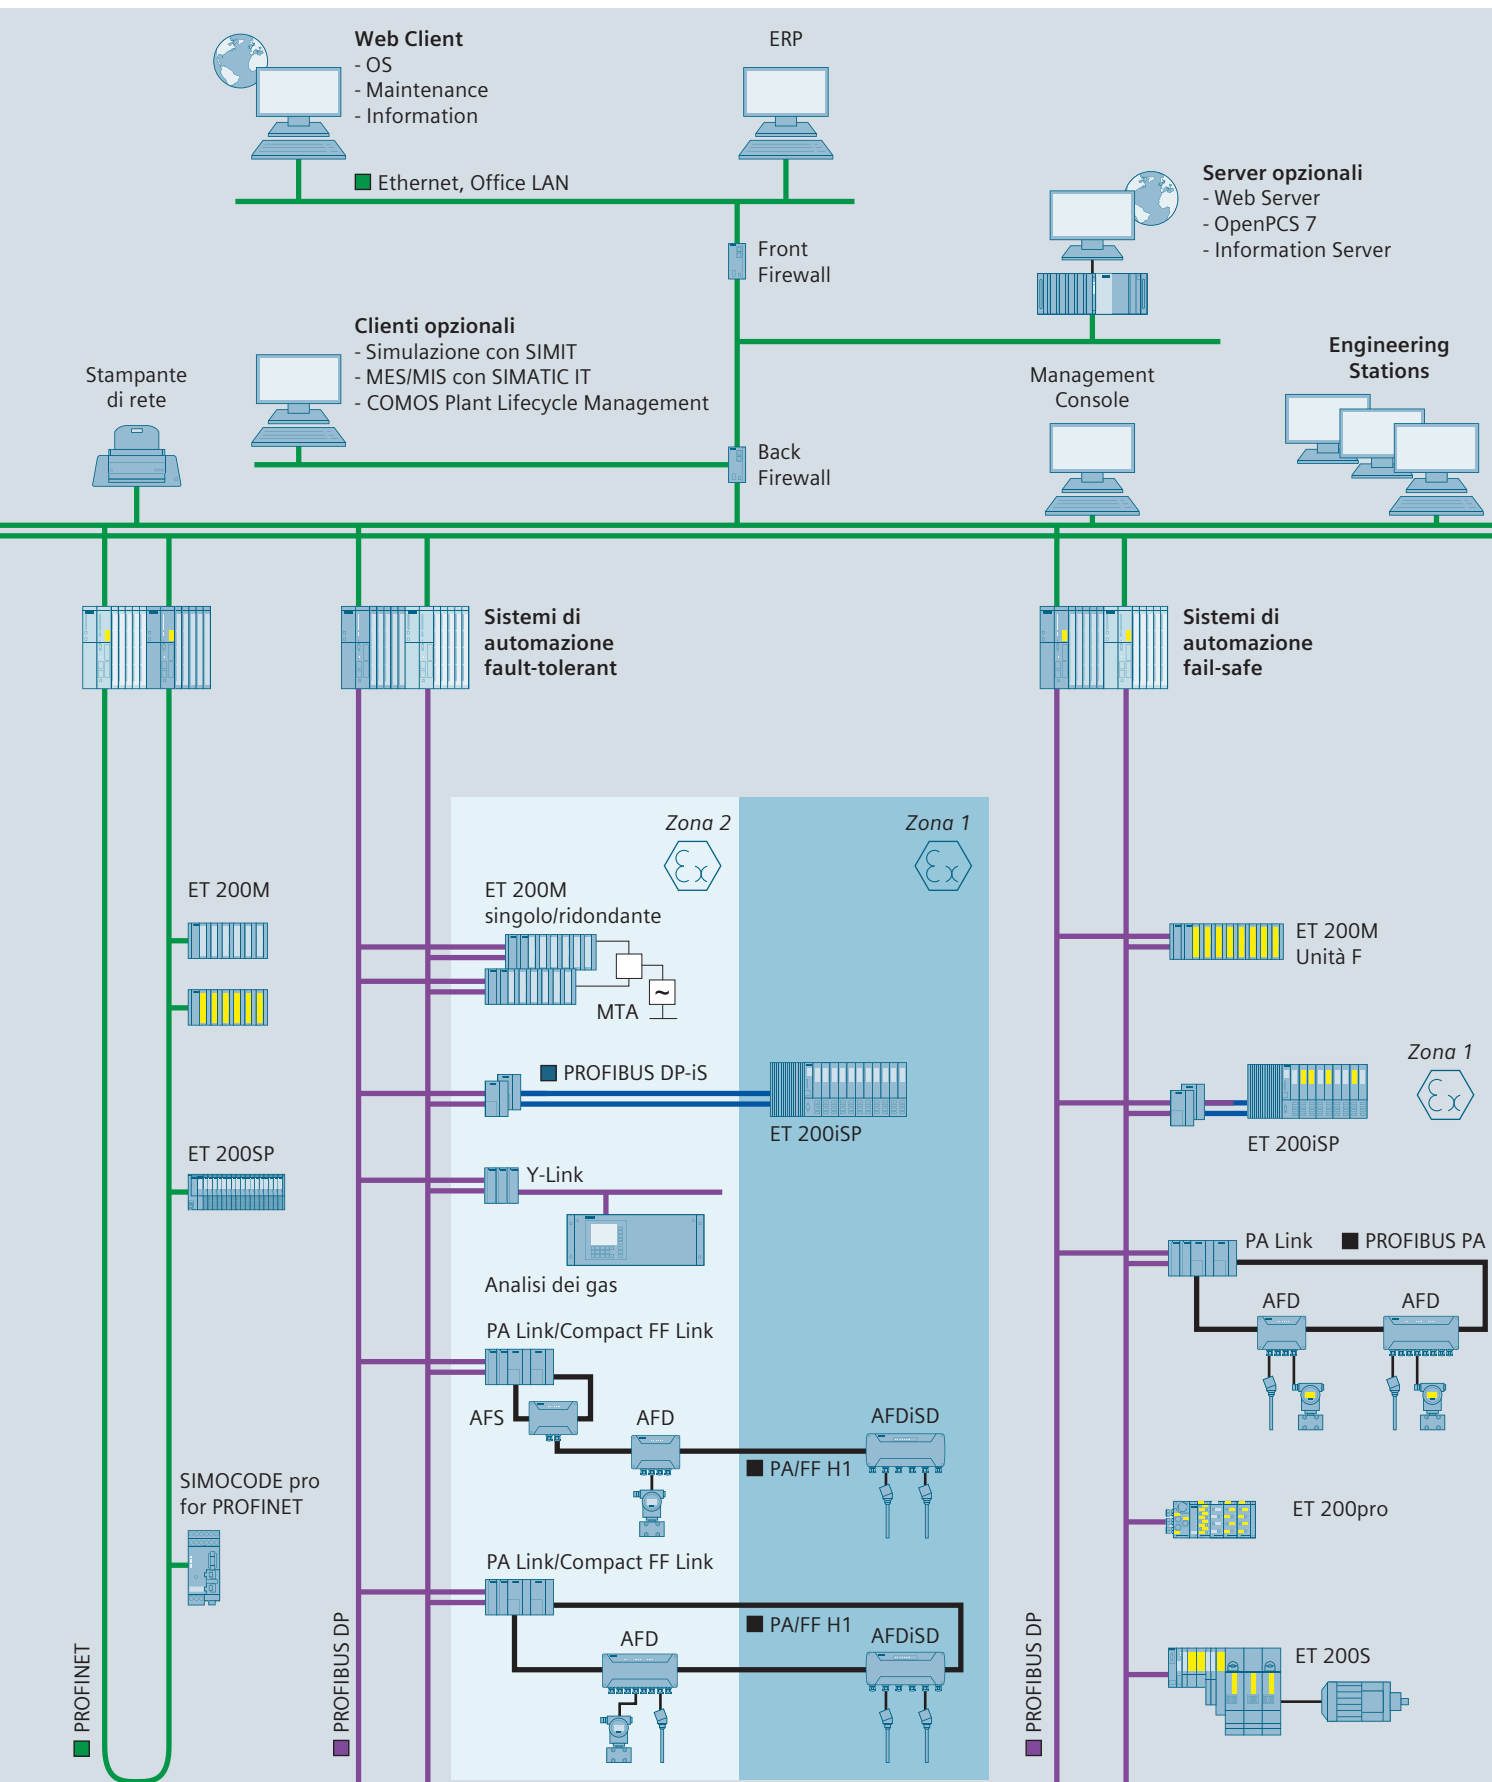 Web Client
- OS
- Maintenance
- Information
ERP
Ethernet, Office LAN
Server opzionali
- Web Server
- OpenPCS 7
- Information Server
Front
Firewall
Clienti opzionali
- Simulazione con SIMIT
- MES/MIS con SIMATIC IT
- COMOS Plant Lifecycle Management
Stampante
di rete
Management
Console
Engineering
Stations
Back
Firewall
Sistemi di
automazione
fault-tolerant
Sistemi di
automazione
fail-safe
Zona 2
Ex
Zona 1
Ex
ET 200M
ET 200M
singolo/ridondante
MTA
~
ET 200M
Unità F
PROFIBUS DP-iS
ET 200iSP
Zona 1
Ex
ET 200iSP
ET 200SP
Y-Link
Analisi dei gas
PA Link
PROFIBUS PA
AFD
AFD
PA Link/Compact FF Link
AFS
AFD
AFDiSD
PA/FF H1
SIMOCODE pro
for PROFINET
ET 200pro
PA Link/Compact FF Link
PA/FF H1
AFD
AFDiSD
ET 200S
PROFINET
PROFIBUS DP
PROFIBUS DP